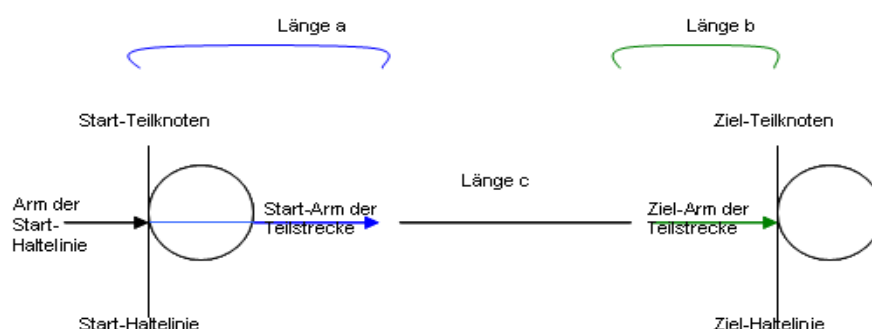 Länge a
Länge b
Start-Teilknoten
Ziel-Teilknoten
Länge c
Arm der
Start-
Haltelinie
Start-Arm der
Teilstrecke
Ziel-Arm der
Teilstrecke
Start-Haltelinie
Ziel-Haltelinie